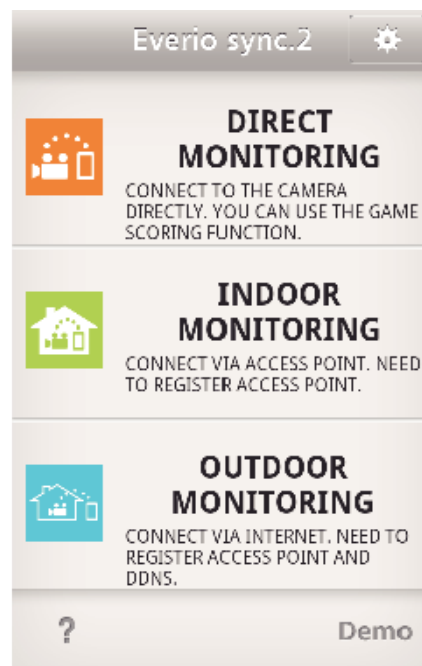 Everio sync.2
DIRECT
MONITORING
CONNECT TO THE CAMERA
DIRECTLY. YOU CAN USE THE GAME
SCORING FUNCTION.
INDOOR
MONITORING
CONNECT VIA ACCESS POINT. NEED
TO REGISTER ACCESS POINT.
OUTDOOR
MONITORING
CONNECT VIA INTERNET. NEED TO
REGISTER ACCESS POINT AND
DDNS.
? Demo